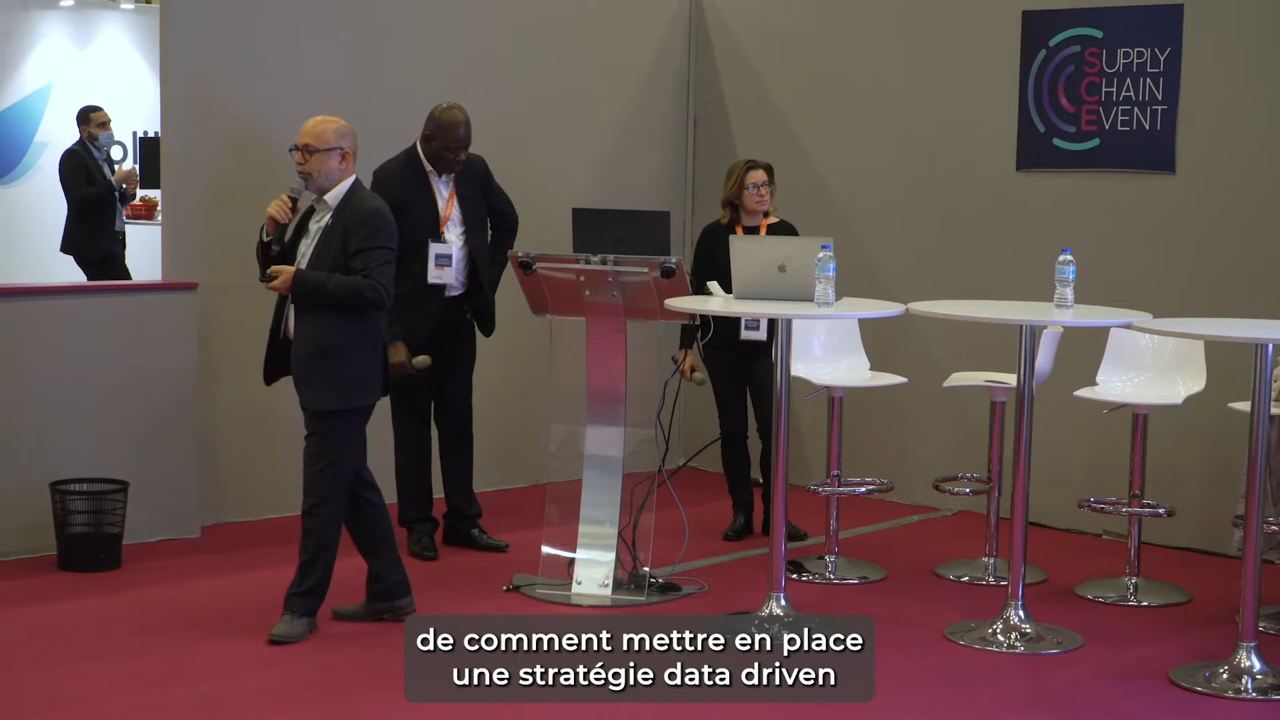 SUPPLY
CHAIN
EVENT
de comment mettre en place
une stratégie data driven